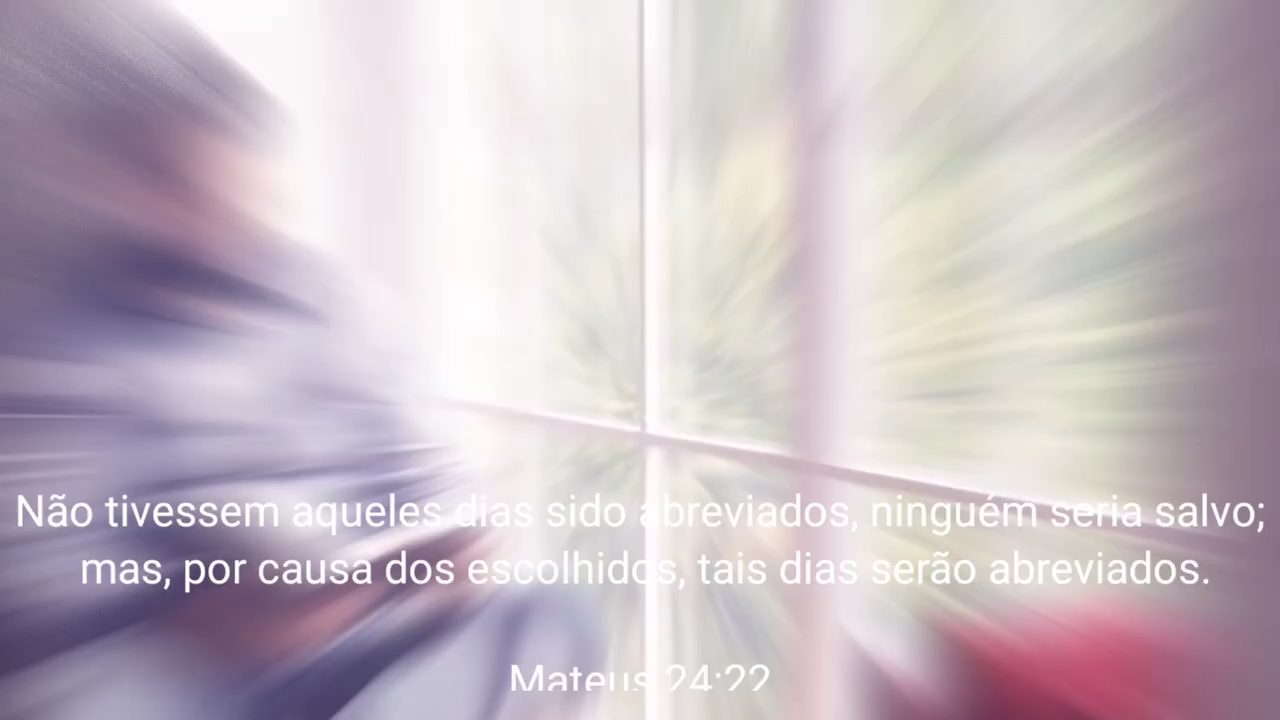 Não tivessem aqueles dias sido abreviados, ninguém seria salvo;
mas, por causa dos escolhidos, tais dias serão abreviados.
Mateus 24:22